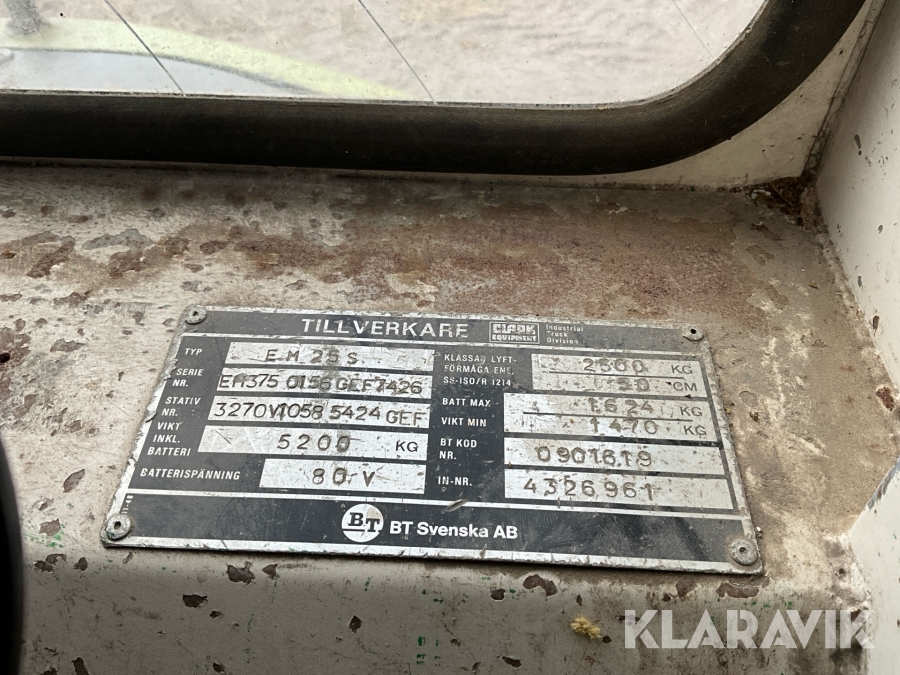 TILLVERKARE CLARK EQUIPMENT Industrial Truck Division
TYP EM 25 S
SERIE NR. EM375 0156 GEF 7426
STATIV NR. 3270V1058 5424 GEF
VIKT INKL. BATTERI 5200 KG
BATTERISPÄNNING 80 V
KLASSAD LYFT-
FÖRMÅGA ENL. 2500 KG
SS-ISO/R 1214 50 CM
BATT MAX 1624 KG
VIKT MIN 1470 KG
BT KOD NR. 0901619
IN-NR. 4326961
BT BT Svenska AB
KLARAVIK